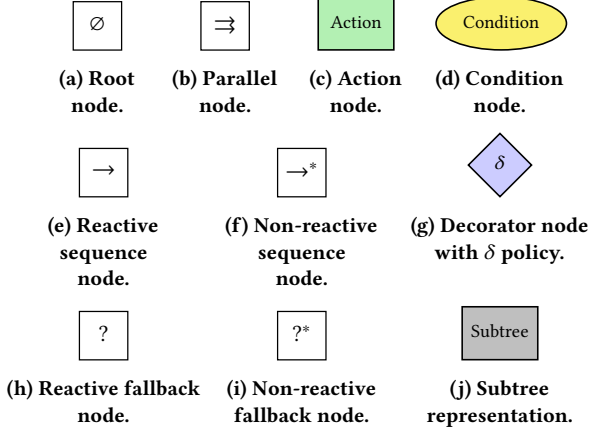 ∅
⇉
Action
Condition
(a) Root
node.
(b) Parallel
node.
(c) Action
node.
(d) Condition
node.
→
→*
δ
(e) Reactive
sequence
node.
(f) Non-reactive
sequence
node.
(g) Decorator node
with δ policy.
?
?*
Subtree
(h) Reactive fallback
node.
(i) Non-reactive
fallback node.
(j) Subtree
representation.